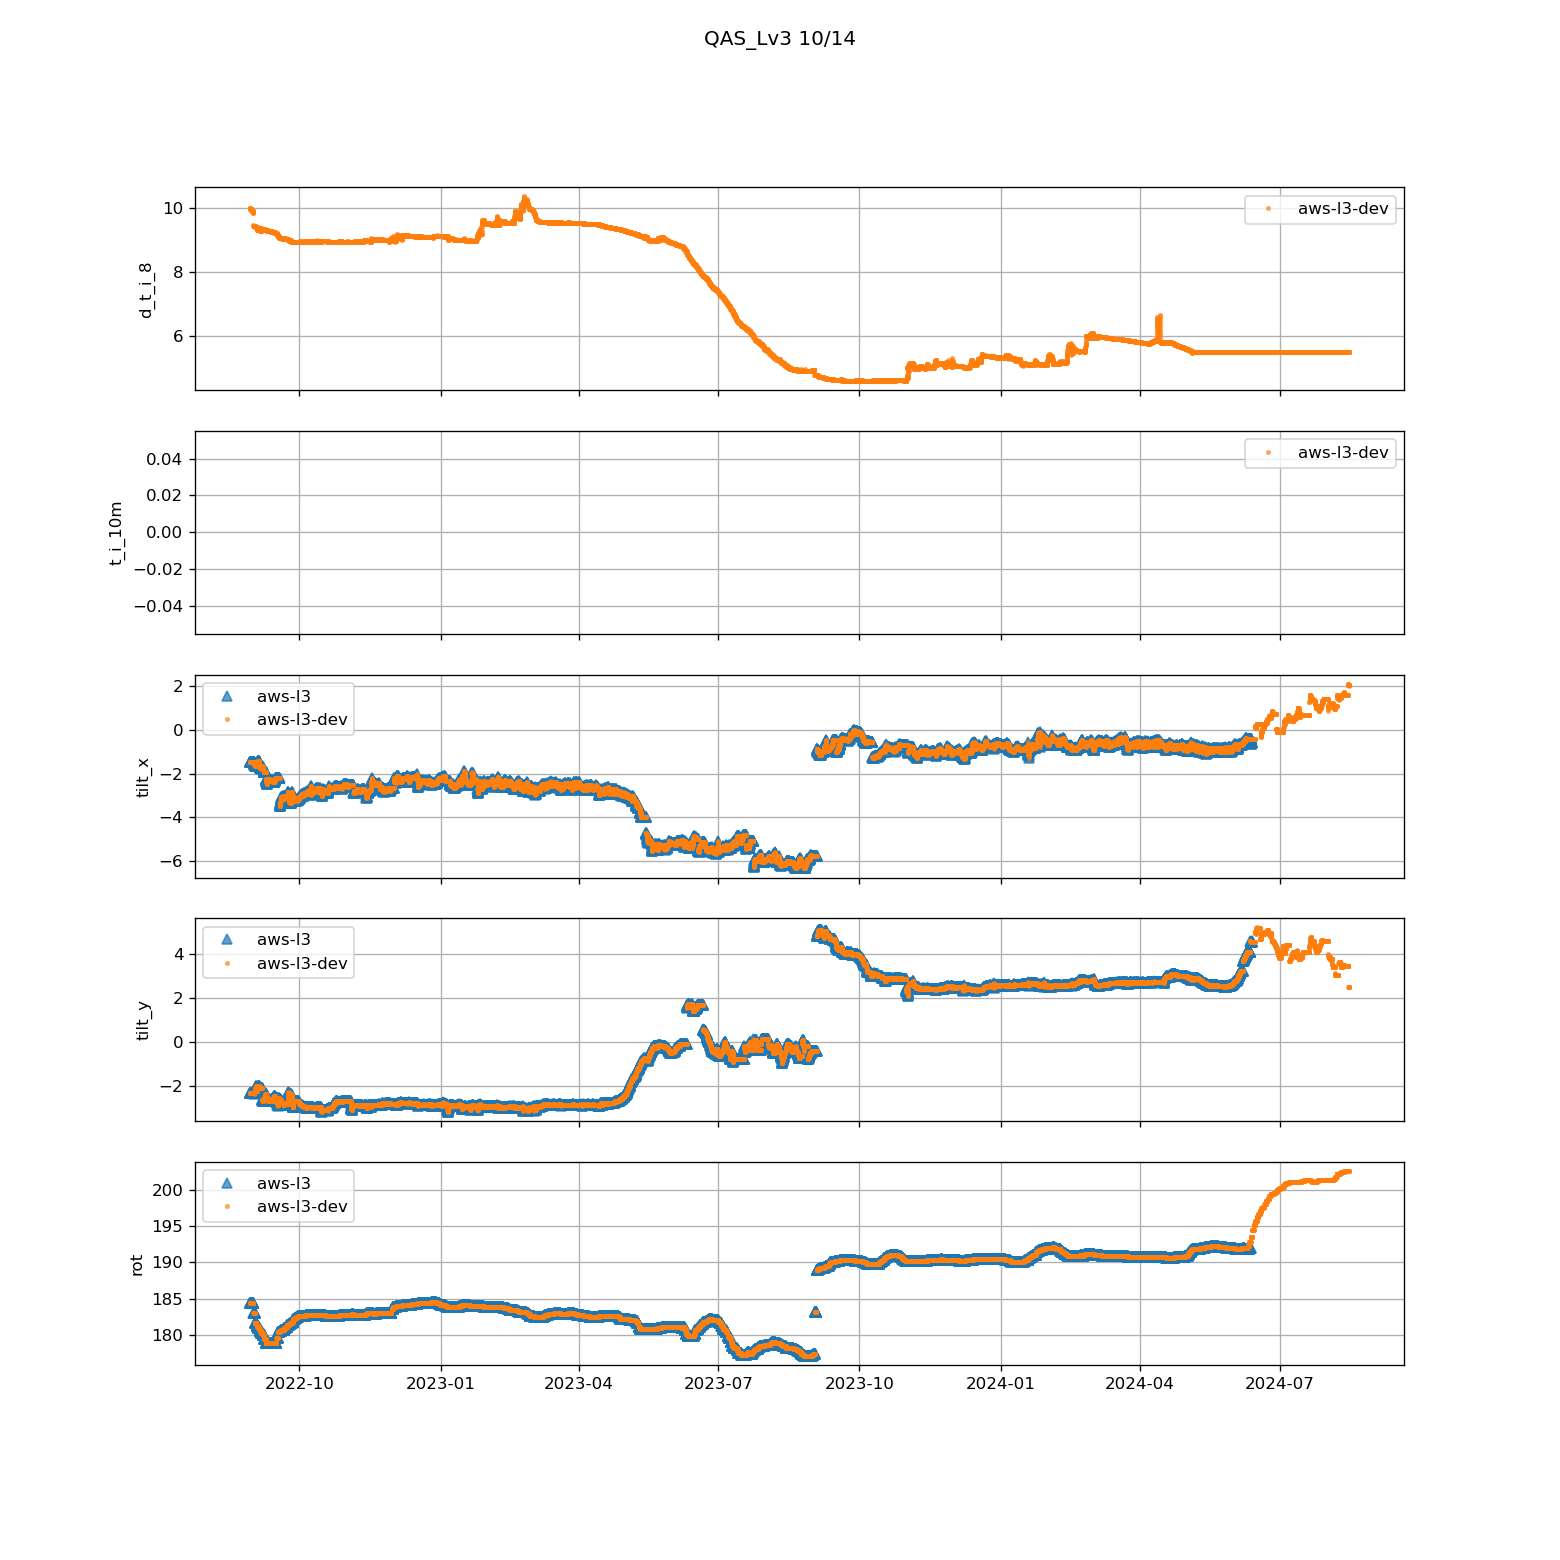 QAS_Lv3 10/14
10
8
6
d_t_i_8
aws-l3-dev
0.04
0.02
0.00
−0.02
−0.04
t_i_10m
aws-l3-dev
2
0
−2
−4
−6
tilt_x
aws-l3
aws-l3-dev
4
2
0
−2
tilt_y
aws-l3
aws-l3-dev
200
195
190
185
180
rot
aws-l3
aws-l3-dev
2022-10 2023-01 2023-04 2023-07 2023-10 2024-01 2024-04 2024-07